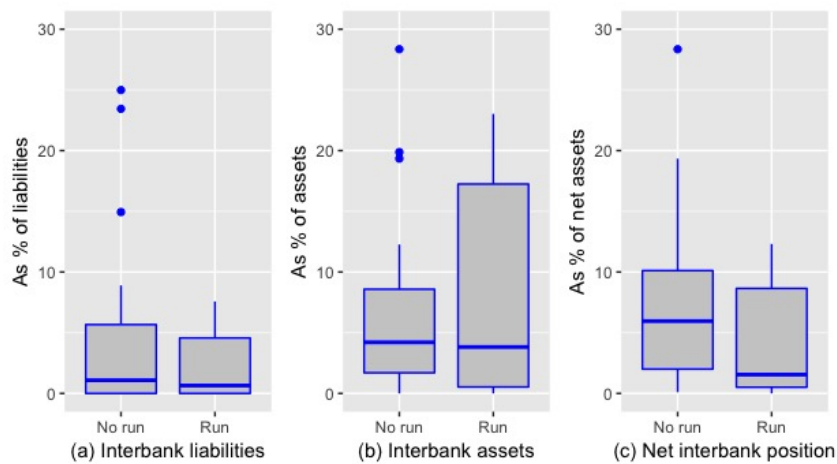 As % of liabilities
30
20
10
0
No run Run
(a) Interbank liabilities
As % of assets
30
20
10
0
No run Run
(b) Interbank assets
As % of net assets
30
20
10
0
No run Run
(c) Net interbank position